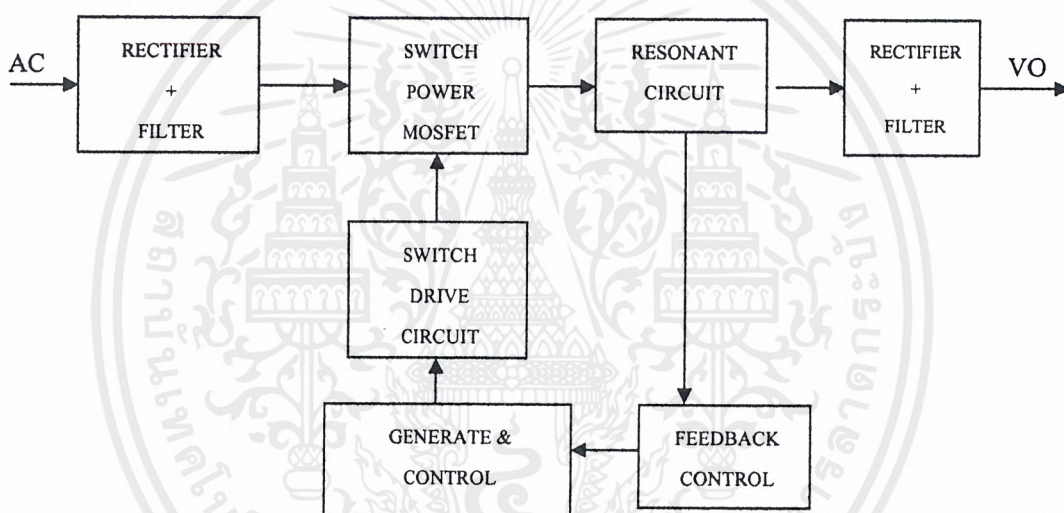 AC
RECTIFIER
+
FILTER
SWITCH
POWER
MOSFET
RESONANT
CIRCUIT
RECTIFIER
+
FILTER
VO
SWITCH
DRIVE
CIRCUIT
GENERATE &
CONTROL
FEEDBACK
CONTROL